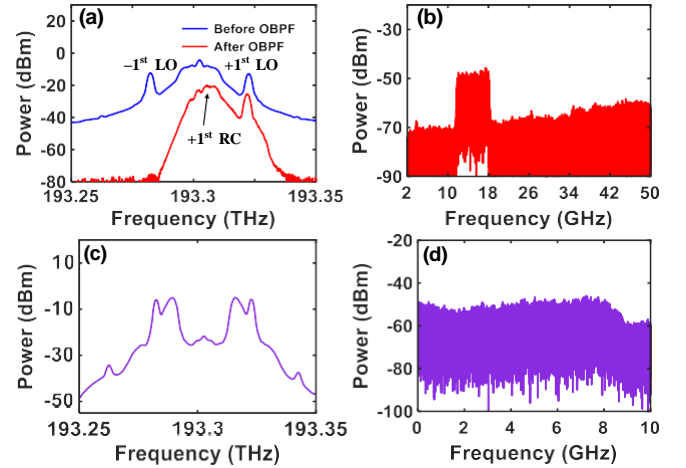 (a)
Before OBPF
After OBPF
−1st LO
+1st LO
+1st RC
20
0
-20
-40
-60
-80
Power (dBm)
193.25
193.3
193.35
Frequency (THz)
(b)
-20
-50
-70
-90
Power (dBm)
2
10
18
26
34
42
50
Frequency (GHz)
(c)
10
-10
-30
-50
Power (dBm)
193.25
193.3
193.35
Frequency (THz)
(d)
-20
-40
-60
-80
-100
Power (dBm)
0
2
4
6
8
10
Frequency (GHz)